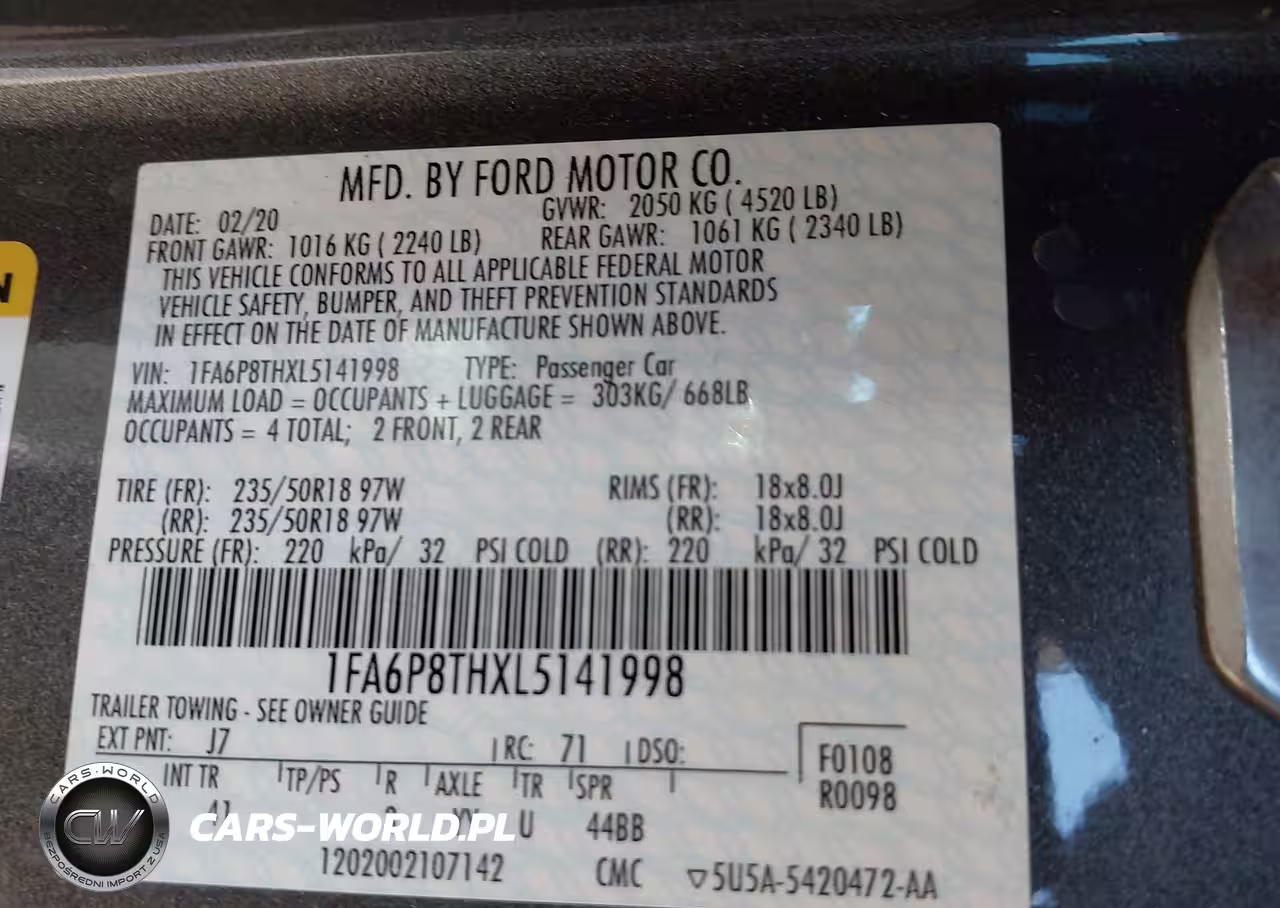 MFD. BY FORD MOTOR CO.
DATE: 02/20 GVWR: 2050 KG ( 4520 LB)
FRONT GAWR: 1016 KG ( 2240 LB) REAR GAWR: 1061 KG ( 2340 LB)
THIS VEHICLE CONFORMS TO ALL APPLICABLE FEDERAL MOTOR
VEHICLE SAFETY, BUMPER, AND THEFT PREVENTION STANDARDS
IN EFFECT ON THE DATE OF MANUFACTURE SHOWN ABOVE.
VIN: 1FA6P8THXL5141998 TYPE: Passenger Car
MAXIMUM LOAD = OCCUPANTS + LUGGAGE = 303KG/ 668LB
OCCUPANTS = 4 TOTAL; 2 FRONT, 2 REAR
TIRE (FR): 235/50R18 97W RIMS (FR): 18x8.0J
(RR): 235/50R18 97W (RR): 18x8.0J
PRESSURE (FR): 220 kPa/ 32 PSI COLD (RR): 220 kPa/ 32 PSI COLD
1FA6P8THXL5141998
TRAILER TOWING - SEE OWNER GUIDE
EXT PNT: J7 RC: 71 DSO:
F0108
R0098
INT TR TP/PS R AXLE TR SPR
U 44BB
1202002107142 CMC ▽5U5A-5420472-AA
CARS-WORLD
CW
BEZPOŚREDNI IMPORT Z USA
CARS-WORLD.PL